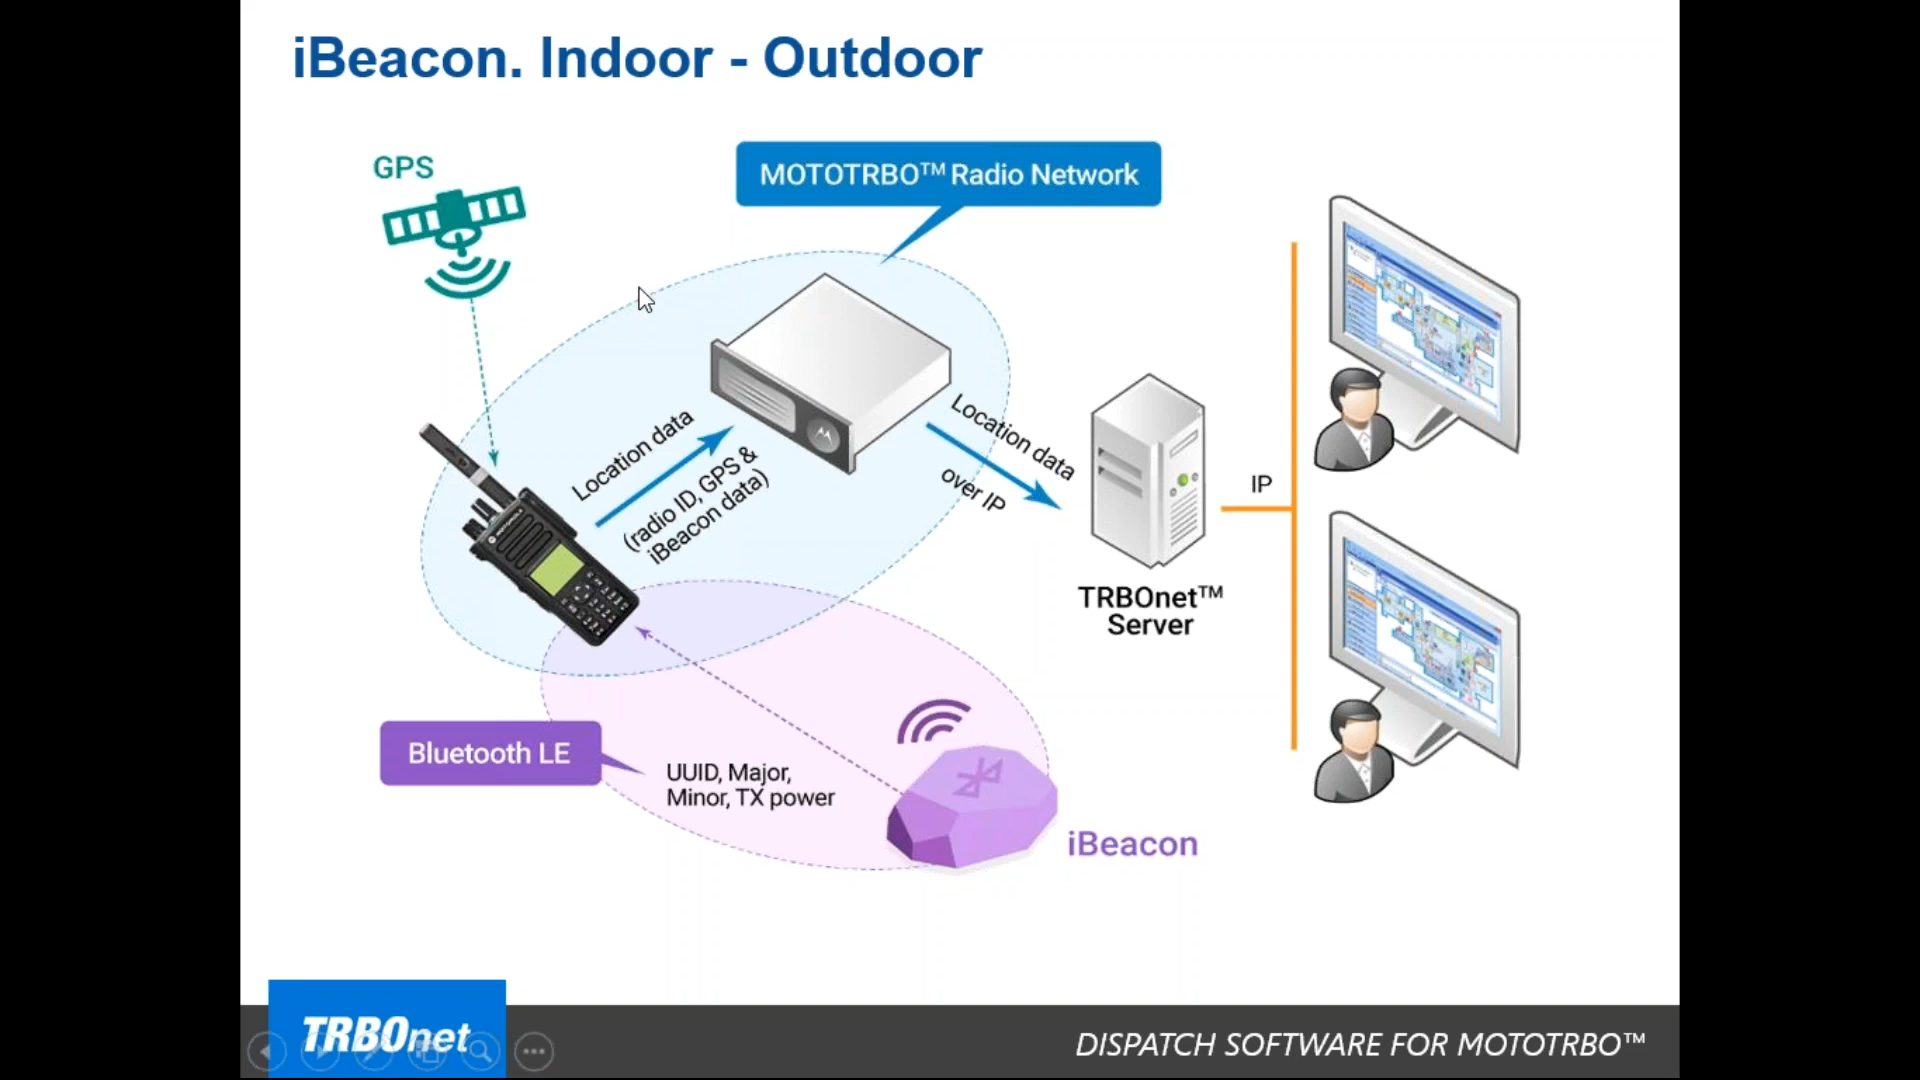 iBeacon. Indoor - Outdoor
GPS
MOTOTRBO™ Radio Network
Location data
(radio ID, GPS &
iBeacon data)
Location data
over IP
IP
TRBOnet™
Server
Bluetooth LE
UUID, Major,
Minor, TX power
iBeacon
TRBOnet
DISPATCH SOFTWARE FOR MOTOTRBO™